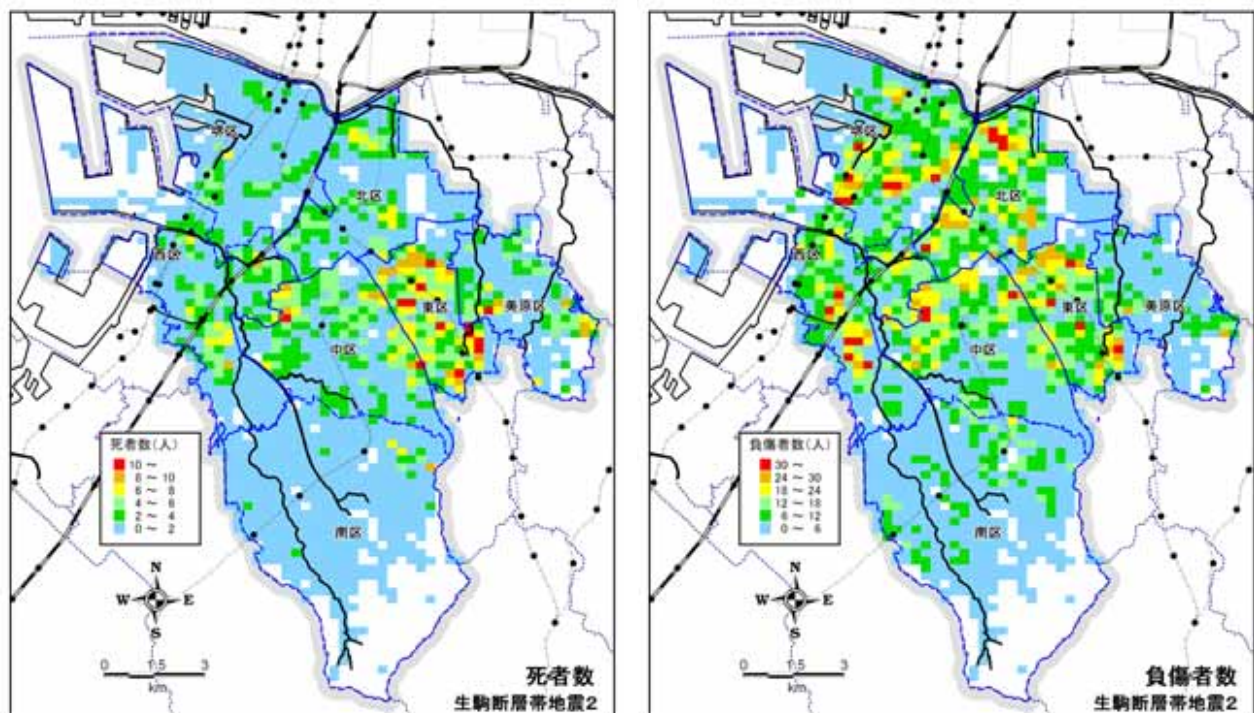 堺区
北区
西区
東区
美原区
中区
南区
死者数(人)
10 ~
8 ~ 10
6 ~ 8
4 ~ 6
2 ~ 4
0 ~ 2
N
W E
S
0 1.5 3
km
死者数
生駒断層帯地震2
堺区
北区
西区
東区
美原区
中区
南区
負傷者数(人)
30 ~
24 ~ 30
18 ~ 24
12 ~ 18
6 ~ 12
0 ~ 6
N
W E
S
0 1.5 3
km
負傷者数
生駒断層帯地震2